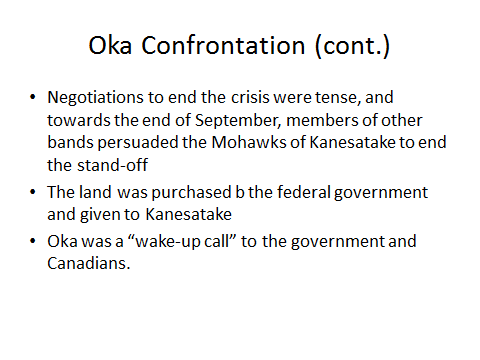 Oka Confrontation (cont.)
• Negotiations to end the crisis were tense, and
towards the end of September, members of other
bands persuaded the Mohawks of Kanesatake to end
the stand-off
• The land was purchased b the federal government
and given to Kanesatake
• Oka was a “wake-up call” to the government and
Canadians.